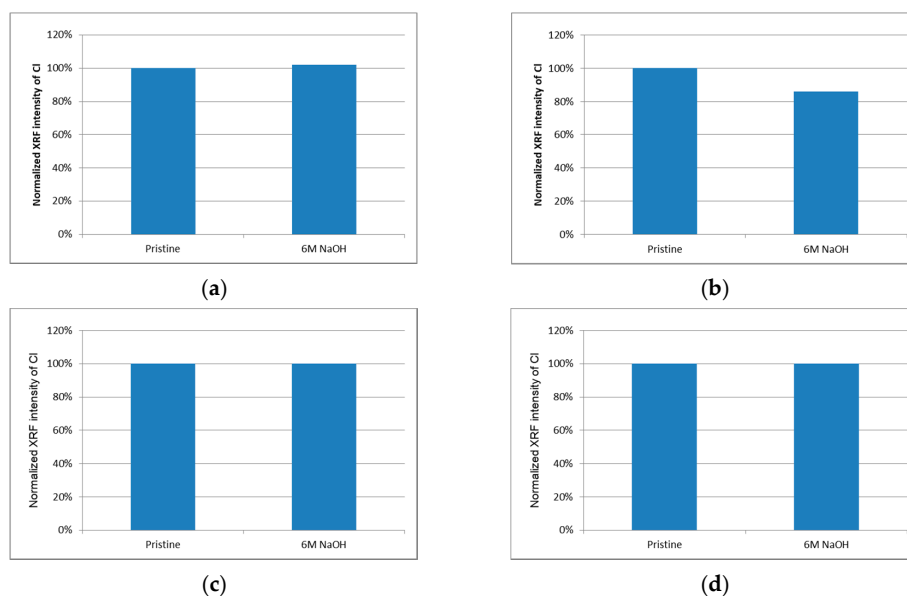 120%
100%
80%
60%
40%
20%
0%
Normalized XRF intensity of Cl
Pristine
6M NaOH
(a)
120%
100%
80%
60%
40%
20%
0%
Normalized XRF intensity of Cl
Pristine
6M NaOH
(b)
120%
100%
80%
60%
40%
20%
0%
Normalized XRF intensity of Cl
Pristine
6M NaOH
(c)
120%
100%
80%
60%
40%
20%
0%
Normalized XRF intensity of Cl
Pristine
6M NaOH
(d)